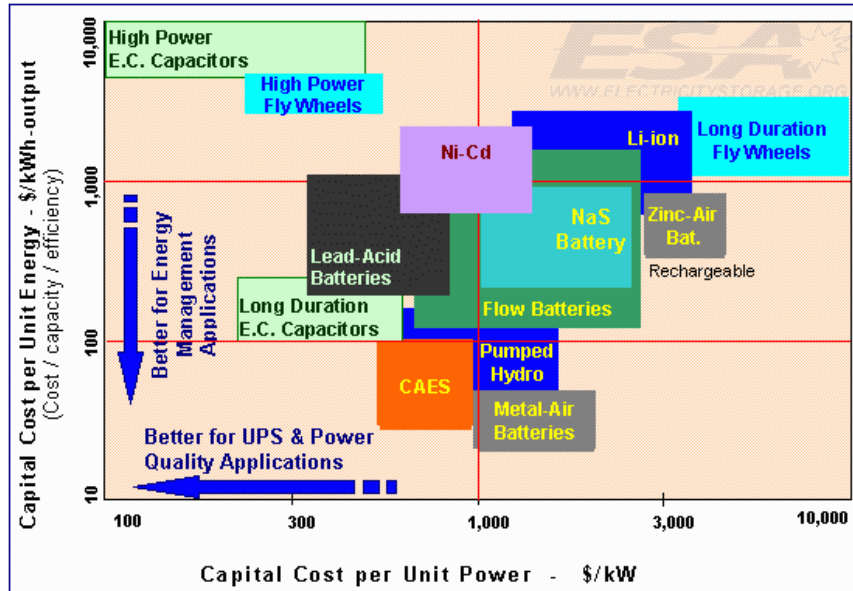 Capital Cost per Unit Energy - $/kWh-output
(Cost / capacity / efficiency)
10,000
1,000
100
10
High Power
E.C. Capacitors
High Power
Fly Wheels
ESA
WWW.ELECTRICITYSTORAGE.ORG
Ni-Cd
Li-ion
Long Duration
Fly Wheels
Better for Energy
Management
Applications
Lead-Acid
Batteries
NaS
Battery
Zinc-Air
Bat.
Rechargeable
Long Duration
E.C. Capacitors
Flow Batteries
CAES
Pumped
Hydro
Metal-Air
Batteries
Better for UPS & Power
Quality Applications
100
300
1,000
3,000
10,000
Capital Cost per Unit Power - $/kW